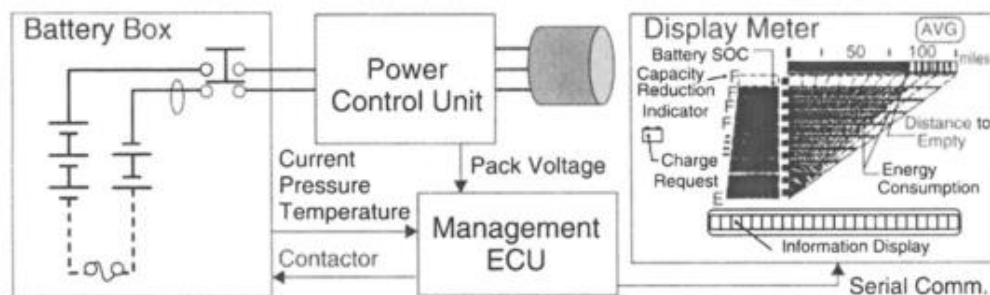 Battery Box
Power
Control Unit
Current
Pressure
Temperature
Contactor
Pack Voltage
Management
ECU
Serial Comm.
Display Meter
AVG
Battery SOC
50
100
miles
Capacity
Reduction
Indicator
F
F
F
F
E
Charge
Request
Distance to
Empty
Energy
Consumption
Information Display